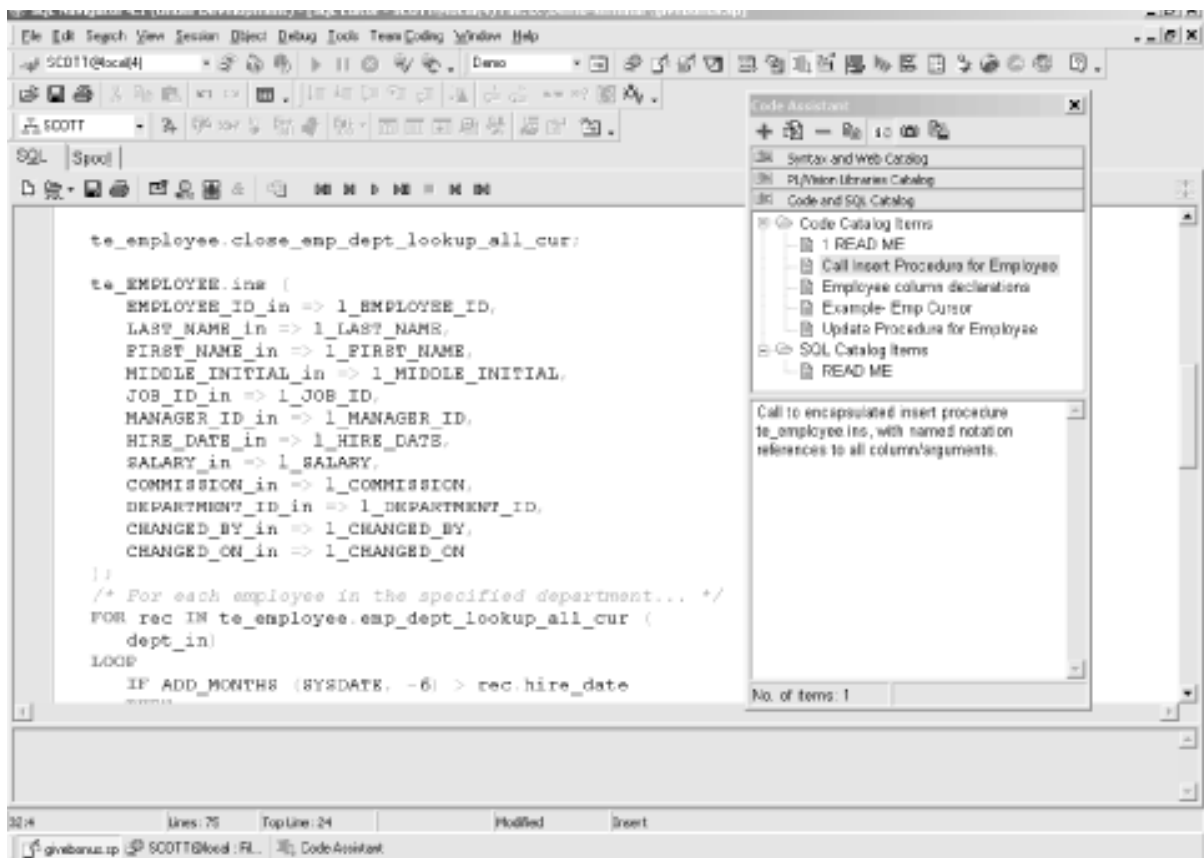 File Edit Search View Session Object Debug Tools Team Coding Window Help
SCOTT@local(4) Demo
SCOTT
SQL Spool
te_employee.close_emp_dept_lookup_all_cur;
te_EMPLOYEE.ins (
EMPLOYEE_ID_in => l_EMPLOYEE_ID,
LAST_NAME_in => l_LAST_NAME,
FIRST_NAME_in => l_FIRST_NAME,
MIDDLE_INITIAL_in => l_MIDDLE_INITIAL,
JOB_ID_in => l_JOB_ID,
MANAGER_ID_in => l_MANAGER_ID,
HIRE_DATE_in => l_HIRE_DATE,
SALARY_in => l_SALARY,
COMMISSION_in => l_COMMISSION,
DEPARTMENT_ID_in => l_DEPARTMENT_ID,
CHANGED_BY_in => l_CHANGED_BY,
CHANGED_ON_in => l_CHANGED_ON
);
/* For each employee in the specified department... */
FOR rec IN te_employee.emp_dept_lookup_all_cur (
dept_in)
LOOP
IF ADD_MONTHS (SYSDATE, -6) > rec.hire_date
Code Assistant
Syntax and Web Catalog
PL/Vision Libraries Catalog
Code and SQL Catalog
Code Catalog Items
1 READ ME
Call Insert Procedure for Employee
Employee column declarations
Example- Emp Cursor
Update Procedure for Employee
SQL Catalog Items
READ ME
Call to encapsulated insert procedure
te_employee.ins, with named notation
references to all column/arguments.
No. of items: 1
32:4 Lines: 75 Top Line: 24 Modified Insert
givebonus.sp SCOTT@local : Fil... Code Assistant